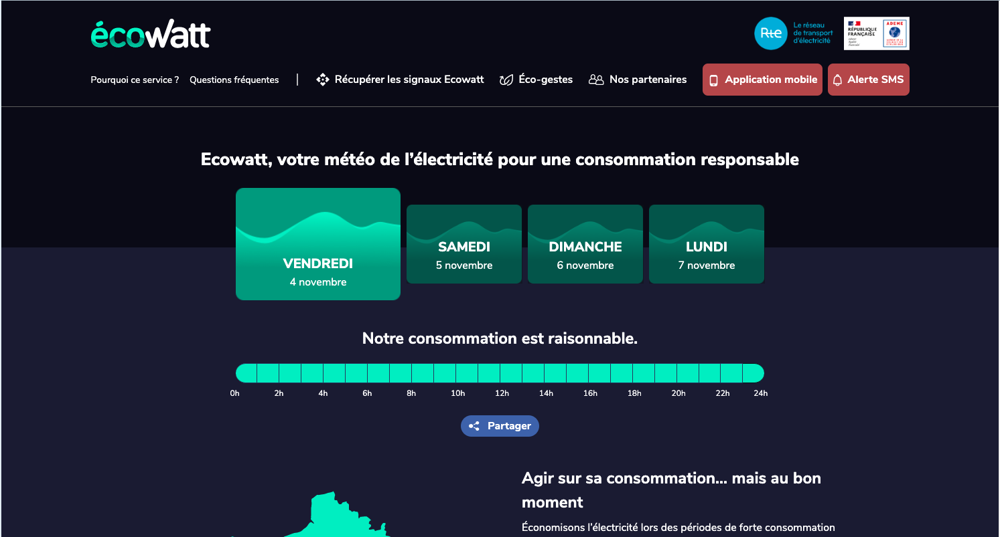 écowatt
Rte
Le réseau
de transport
d'électricité
RÉPUBLIQUE
FRANÇAISE
ADEME
Pourquoi ce service ?
Questions fréquentes
Récupérer les signaux Ecowatt
Éco-gestes
Nos partenaires
Application mobile
Alerte SMS
Ecowatt, votre météo de l'électricité pour une consommation responsable
VENDREDI
4 novembre
SAMEDI
5 novembre
DIMANCHE
6 novembre
LUNDI
7 novembre
Notre consommation est raisonnable.
0h 2h 4h 6h 8h 10h 12h 14h 16h 18h 20h 22h 24h
Partager
Agir sur sa consommation... mais au bon
moment
Économisons l'électricité lors des périodes de forte consommation